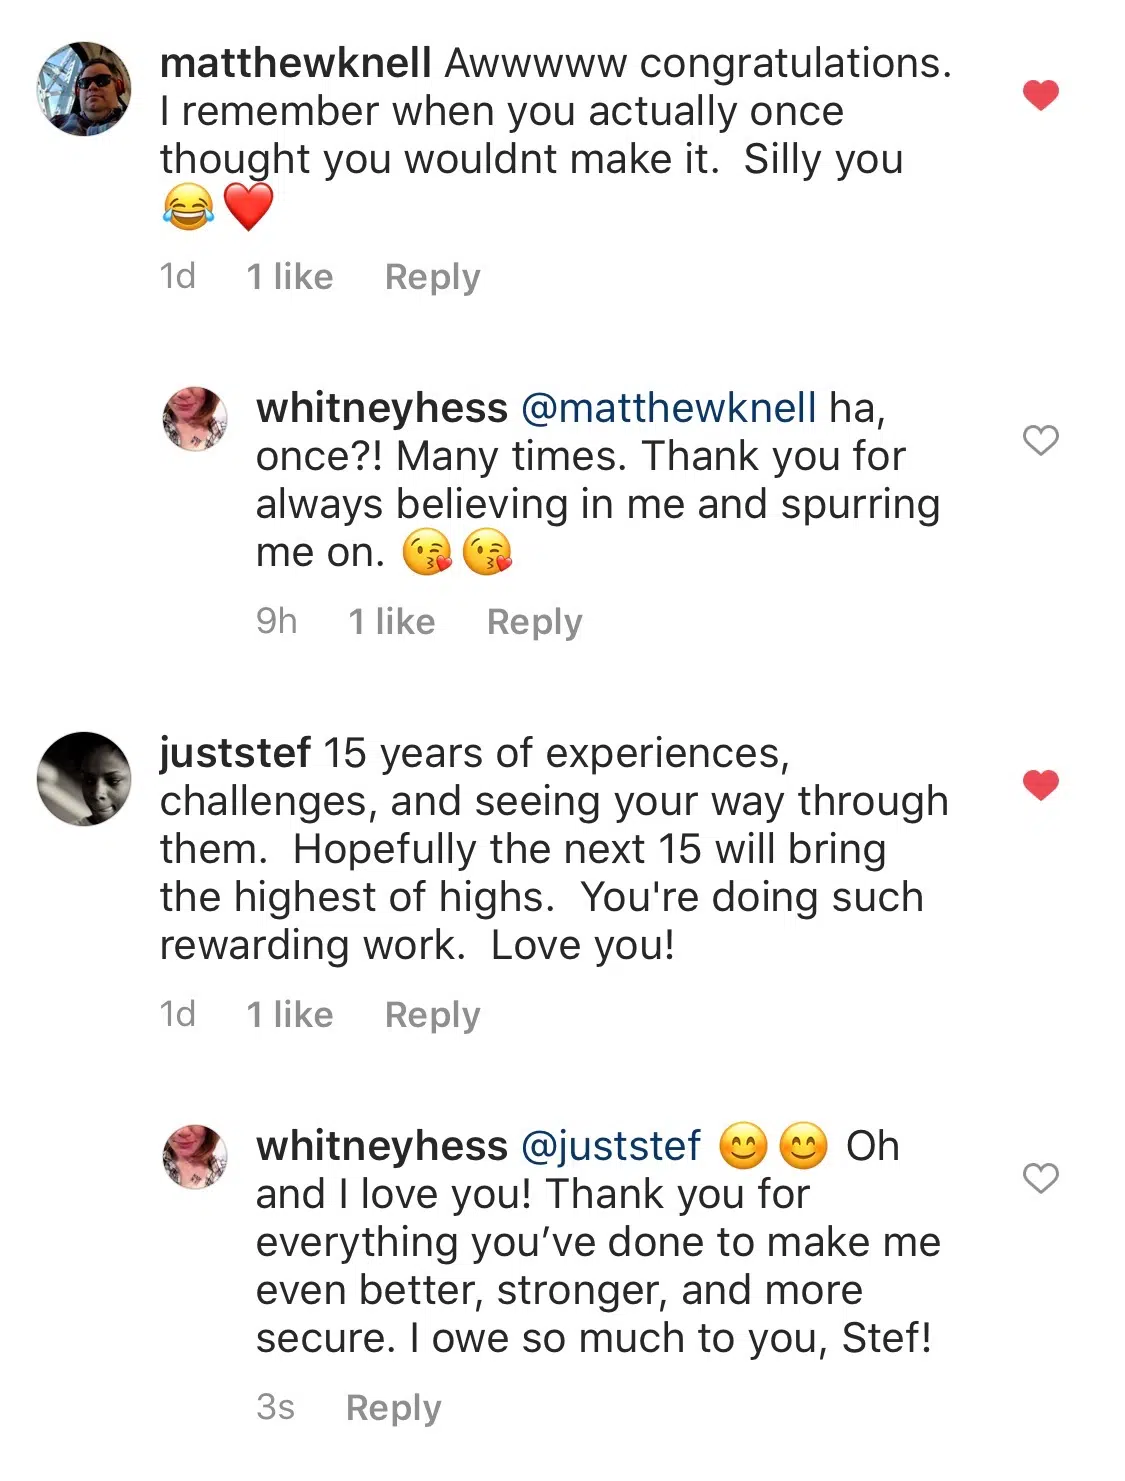 matthewknell Awwwww congratulations.
I remember when you actually once
thought you wouldnt make it.  Silly you
😂❤️
1d 1 like Reply
whitneyhess @matthewknell ha,
once?! Many times. Thank you for
always believing in me and spurring
me on. 😘😘
9h 1 like Reply
juststef 15 years of experiences,
challenges, and seeing your way through
them.  Hopefully the next 15 will bring
the highest of highs.  You're doing such
rewarding work.  Love you!
1d 1 like Reply
whitneyhess @juststef 😊😊 Oh
and I love you! Thank you for
everything you’ve done to make me
even better, stronger, and more
secure. I owe so much to you, Stef!
3s Reply